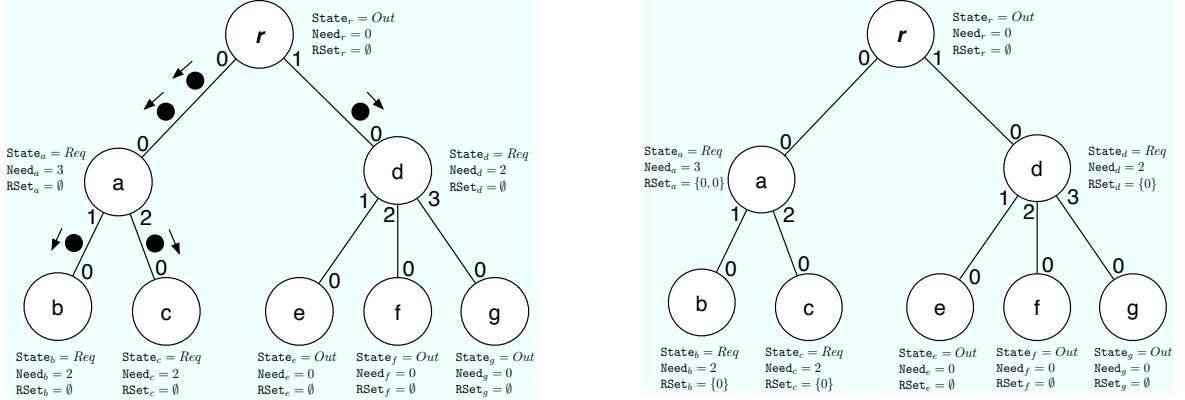 r
State_r = Out
Need_r = 0
RSet_r = ∅
0 1
0 0
State_a = Req
Need_a = 3
RSet_a = ∅
a
d
State_d = Req
Need_d = 2
RSet_d = ∅
1 2
1 2 3
0 0 0 0 0
b c e f g
State_b = Req
Need_b = 2
RSet_b = ∅
State_c = Req
Need_c = 2
RSet_c = ∅
State_e = Out
Need_e = 0
RSet_e = ∅
State_f = Out
Need_f = 0
RSet_f = ∅
State_g = Out
Need_g = 0
RSet_g = ∅
r
State_r = Out
Need_r = 0
RSet_r = ∅
0 1
0 0
State_a = Req
Need_a = 3
RSet_a = {0, 0}
a
d
State_d = Req
Need_d = 2
RSet_d = {0}
1 2
1 2 3
0 0 0 0 0
b c e f g
State_b = Req
Need_b = 2
RSet_b = {0}
State_c = Req
Need_c = 2
RSet_c = {0}
State_e = Out
Need_e = 0
RSet_e = ∅
State_f = Out
Need_f = 0
RSet_f = ∅
State_g = Out
Need_g = 0
RSet_g = ∅